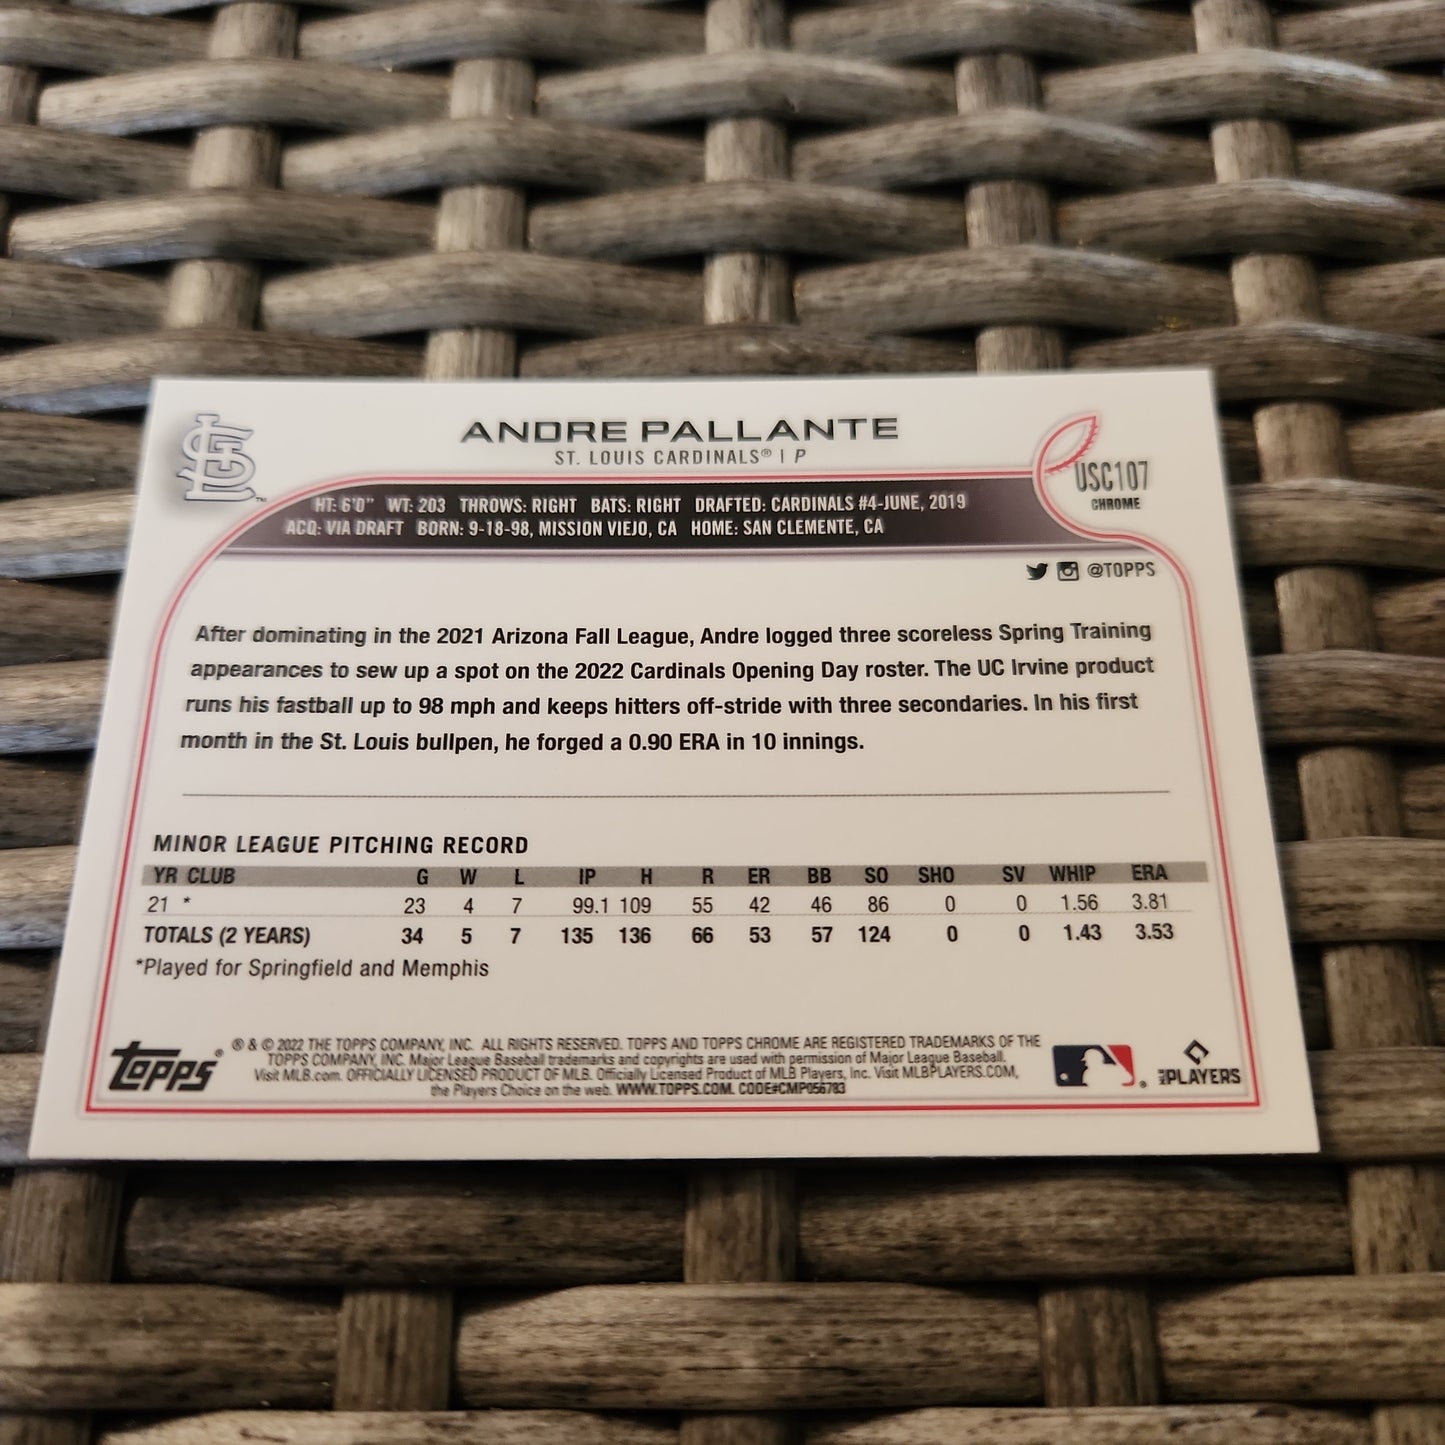 ANDRE PALLANTE
ST. LOUIS CARDINALS® | P
USC107
CHROME
HT: 6'0" WT: 203 THROWS: RIGHT BATS: RIGHT DRAFTED: CARDINALS #4-JUNE, 2019
ACQ: VIA DRAFT BORN: 9-18-98, MISSION VIEJO, CA HOME: SAN CLEMENTE, CA
@TOPPS
After dominating in the 2021 Arizona Fall League, Andre logged three scoreless Spring Training
appearances to sew up a spot on the 2022 Cardinals Opening Day roster. The UC Irvine product
runs his fastball up to 98 mph and keeps hitters off-stride with three secondaries. In his first
month in the St. Louis bullpen, he forged a 0.90 ERA in 10 innings.
MINOR LEAGUE PITCHING RECORD
YR CLUB G W L IP H R ER BB SO SHO SV WHIP ERA
21 * 23 4 7 99.1 109 55 42 46 86 0 0 1.56 3.81
TOTALS (2 YEARS) 34 5 7 135 136 66 53 57 124 0 0 1.43 3.53
*Played for Springfield and Memphis
Topps®
® & © 2022 THE TOPPS COMPANY, INC. ALL RIGHTS RESERVED. TOPPS AND TOPPS CHROME ARE REGISTERED TRADEMARKS OF THE
TOPPS COMPANY, INC. Major League Baseball trademarks and copyrights are used with permission of Major League Baseball.
Visit MLB.com. OFFICIALLY LICENSED PRODUCT OF MLB. Officially Licensed Product of MLB Players, Inc. Visit MLBPLAYERS.COM,
the Players Choice on the web. WWW.TOPPS.COM. CODE#CMP056783
MLB PLAYERS